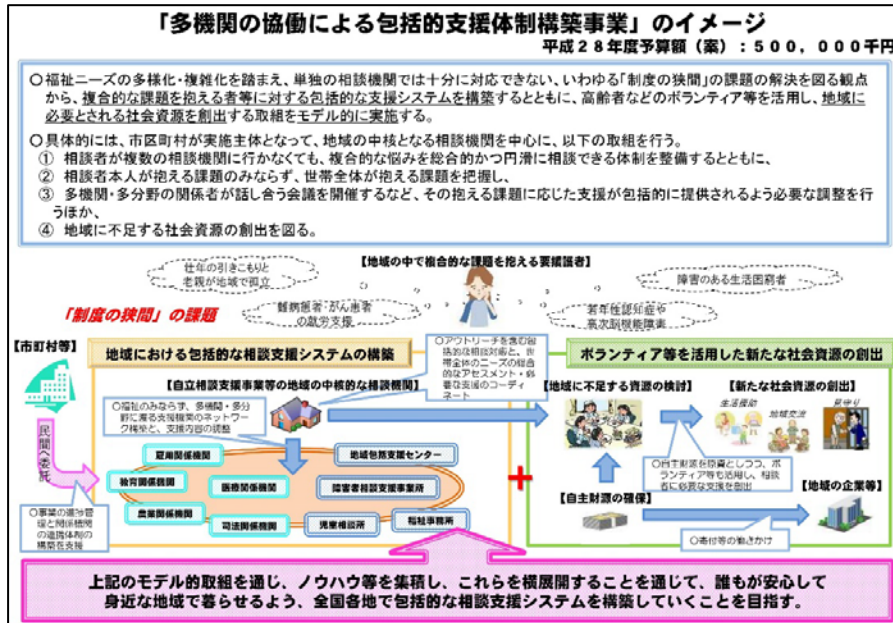 「多機関の協働による包括的支援体制構築事業」のイメージ
平成28年度予算額(案):500,000千円
○福祉ニーズの多様化・複雑化を踏まえ、単独の相談機関では十分に対応できない、いわゆる「制度の狭間」の課題の解決を図る観点
から、複合的な課題を抱える者等に対する包括的な支援システムを構築するとともに、高齢者などのボランティア等を活用し、地域に
必要とされる社会資源を創出する取組をモデル的に実施する。
○具体的には、市区町村が実施主体となって、地域の中核となる相談機関を中心に、以下の取組を行う。
① 相談者が複数の相談機関に行かなくても、複合的な悩みを総合的かつ円滑に相談できる体制を整備するとともに、
② 相談者本人が抱える課題のみならず、世帯全体が抱える課題を把握し、
③ 多機関・多分野の関係者が話し合う会議を開催するなど、その抱える課題に応じた支援が包括的に提供されるよう必要な調整を行
うほか、
④ 地域に不足する社会資源の創出を図る。
【地域の中で複合的な課題を抱える要援護者】
壮年の引きこもりと
老親が地域で孤立
障害のある生活困窮者
難病患者・がん患者
の就労支援
若年性認知症や
高次脳機能障害
「制度の狭間」の課題
【市町村等】
地域における包括的な相談支援システムの構築
○アウトリーチを含む包
括的な相談対応と、世
帯全体のニーズの総合
的なアセスメント・必
要な支援のコーディ
ネート
ボランティア等を活用した新たな社会資源の創出
【自立相談支援事業等の地域の中核的な相談機関】
○福祉のみならず、多機関・多分
野に渡る支援機関のネットワー
ク構築と、支援内容の調整
【地域に不足する資源の検討】
【新たな社会資源の創出】
生活援助
地域交流
見守り
民間へ委託
雇用関係機関
地域包括支援センター
教育関係機関
医療関係機関
障害者相談支援事業所
農業関係機関
司法関係機関
児童相談所
福祉事務所
○事業の進捗管
理と関係機関
の連携体制の
構築を支援
+
○自主財源を原資としつつ、ボ
ランティア等も活用し、相談
者に必要な支援を創出
【自主財源の確保】
【地域の企業等】
○寄付等の働きかけ
上記のモデル的取組を通じ、ノウハウ等を集積し、これらを横展開することを通じて、誰もが安心して
身近な地域で暮らせるよう、全国各地で包括的な相談支援システムを構築していくことを目指す。